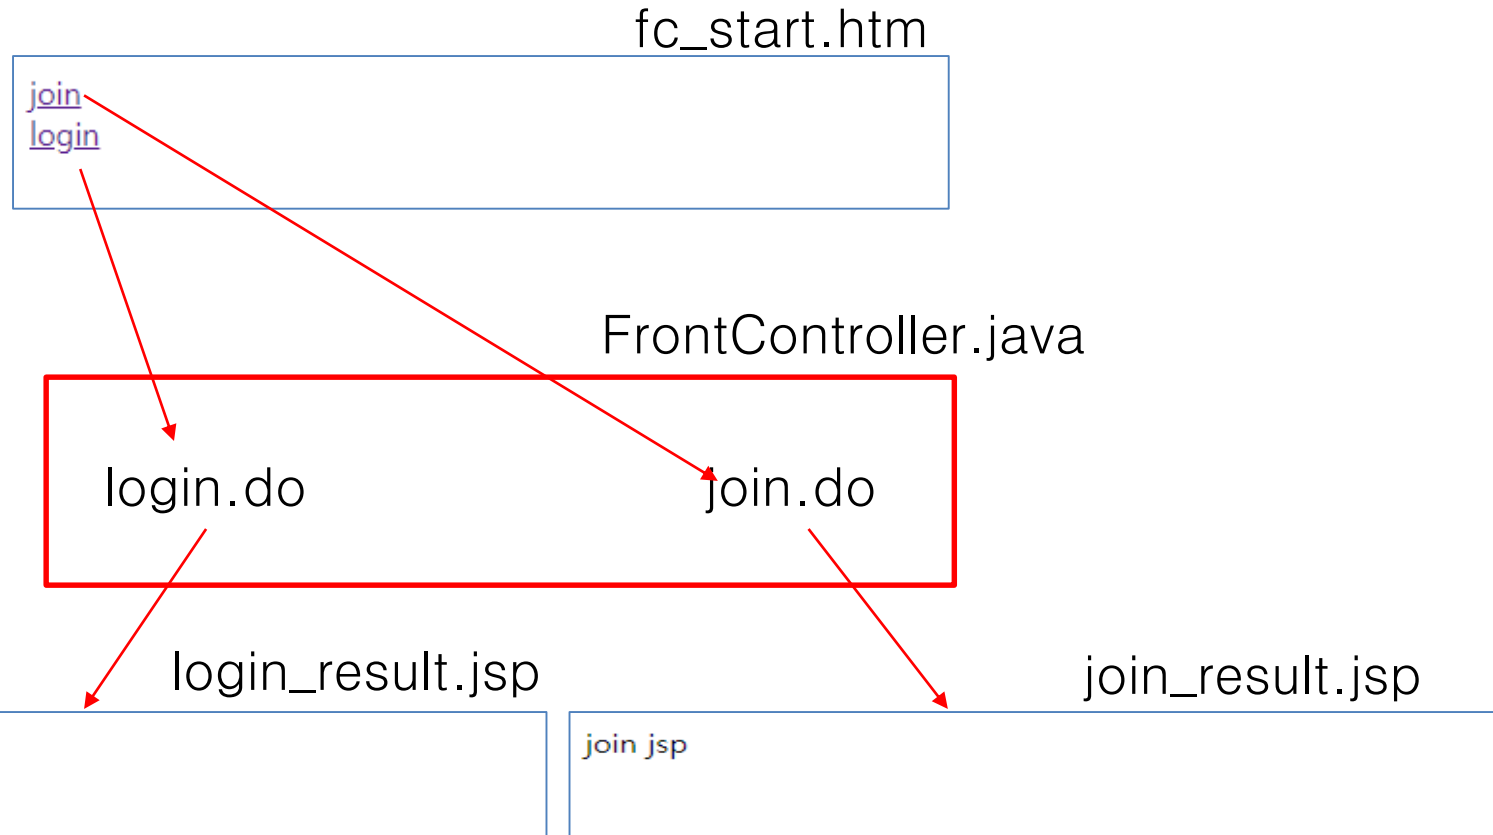 fc_start.htm
join
login
FrontController.java
login.do
join.do
login_result.jsp
join_result.jsp
join jsp